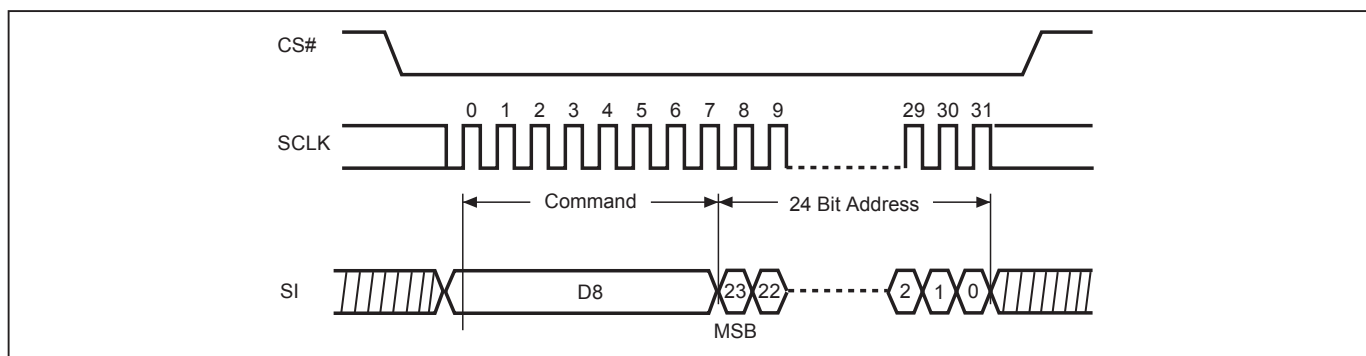 CS#
0 1 2 3 4 5 6 7 8 9 29 30 31
SCLK
Command 24 Bit Address
SI D8 23 22 2 1 0
MSB